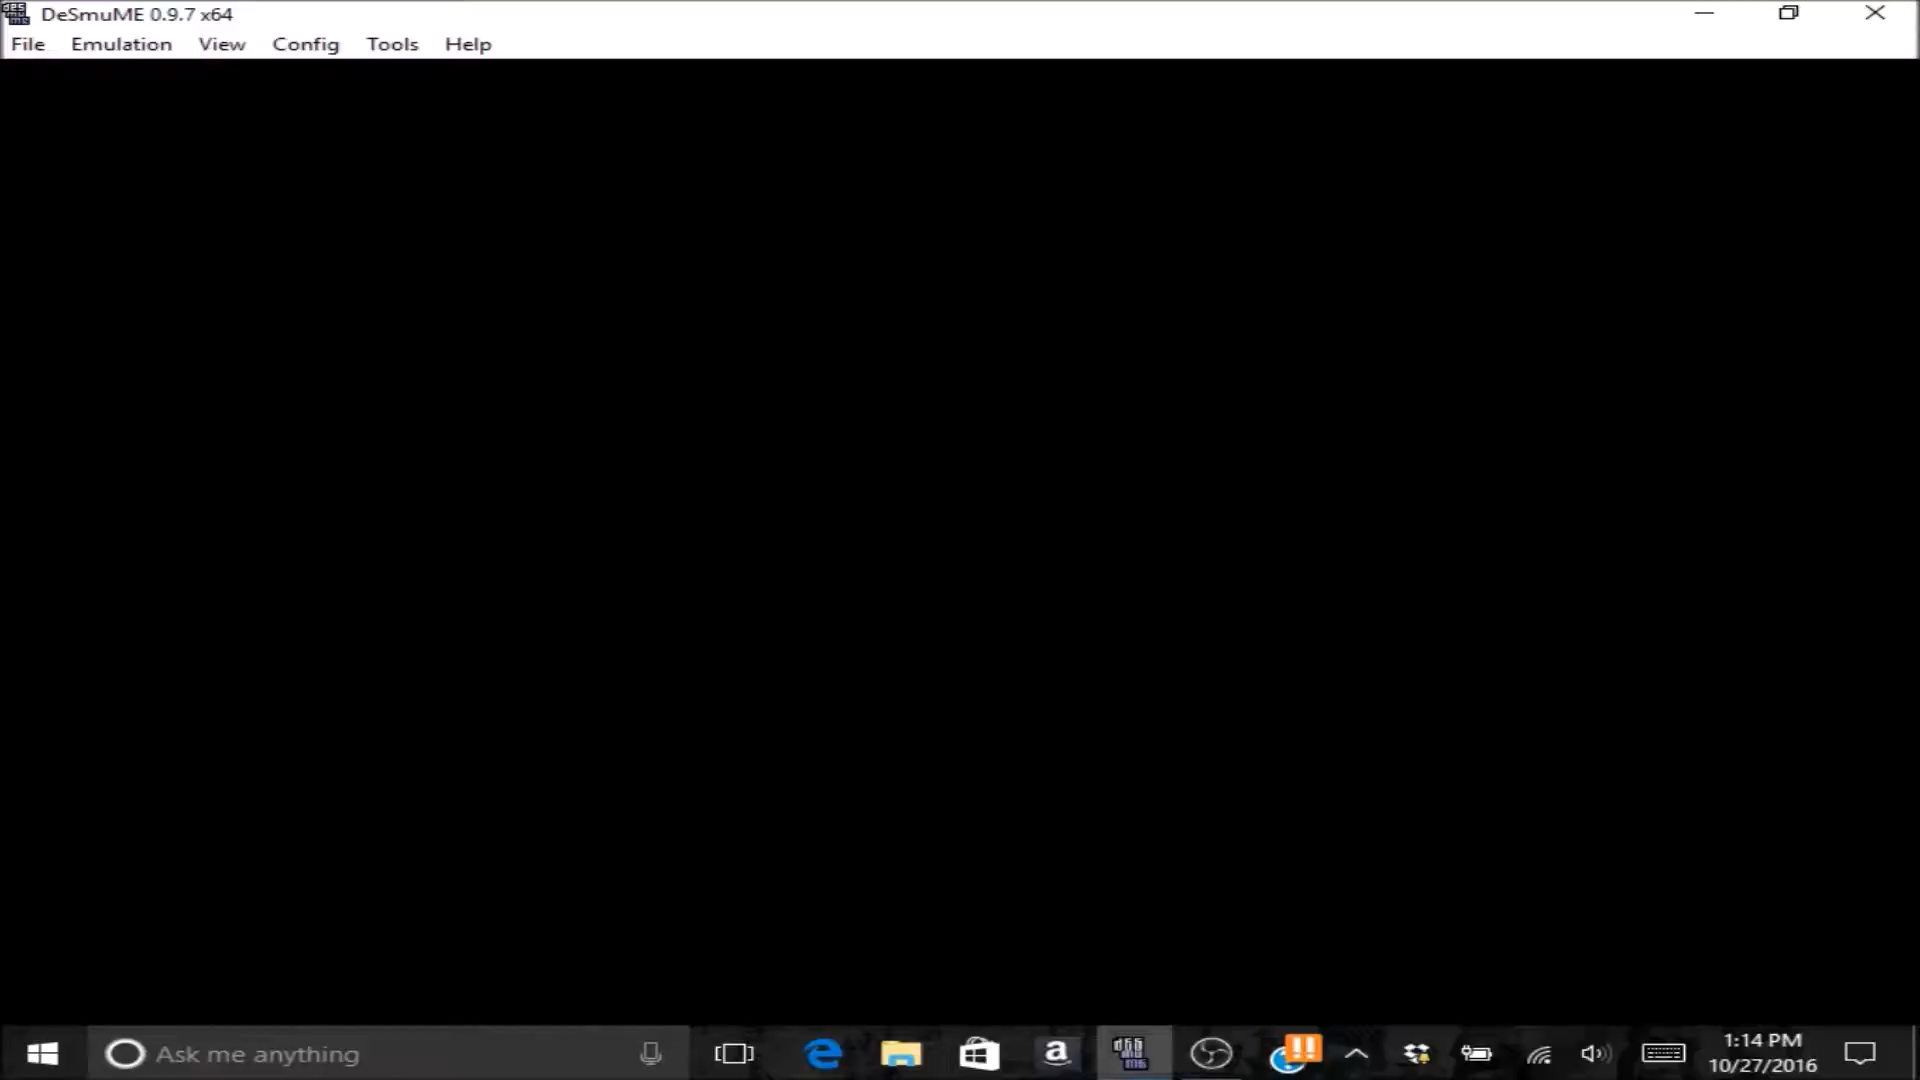 DeSmuME 0.9.7 x64
File Emulation View Config Tools Help
Ask me anything
a
1:14 PM
10/27/2016